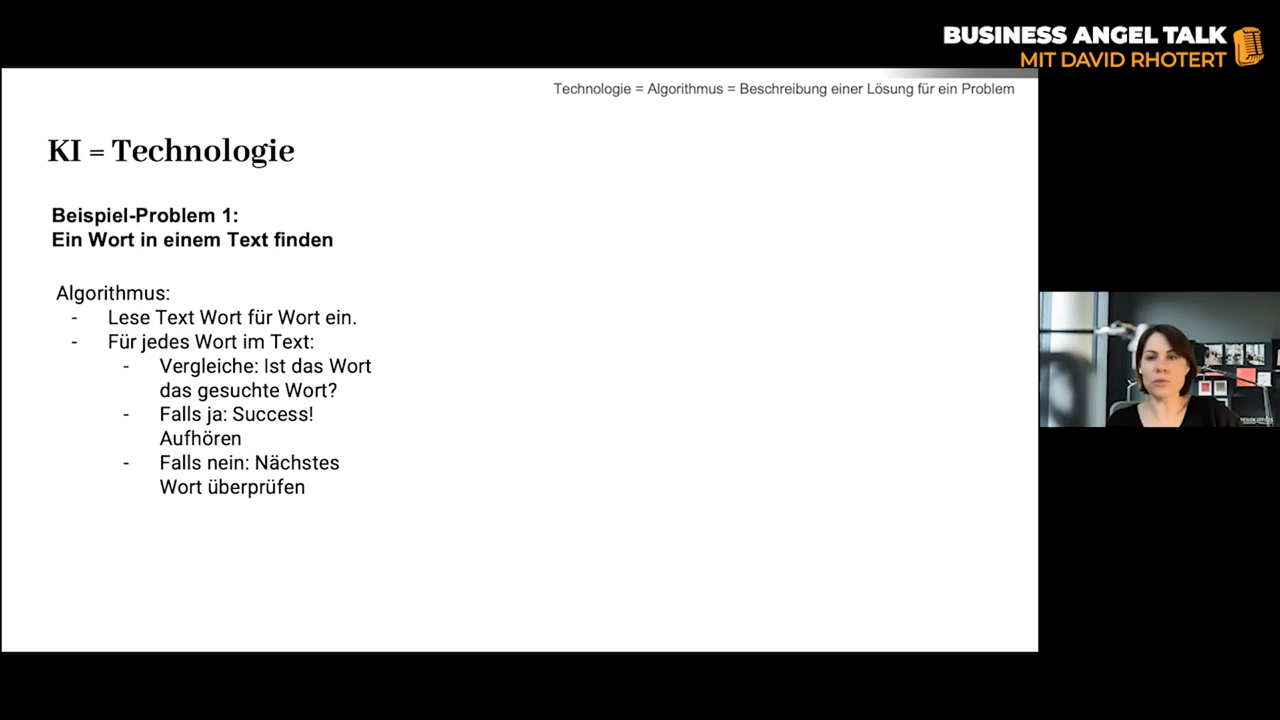 BUSINESS ANGEL TALK
MIT DAVID RHOTERT
Technologie = Algorithmus = Beschreibung einer Lösung für ein Problem
KI = Technologie
Beispiel-Problem 1:
Ein Wort in einem Text finden
Algorithmus:
- Lese Text Wort für Wort ein.
- Für jedes Wort im Text:
- Vergleiche: Ist das Wort
das gesuchte Wort?
- Falls ja: Success!
Aufhören
- Falls nein: Nächstes
Wort überprüfen